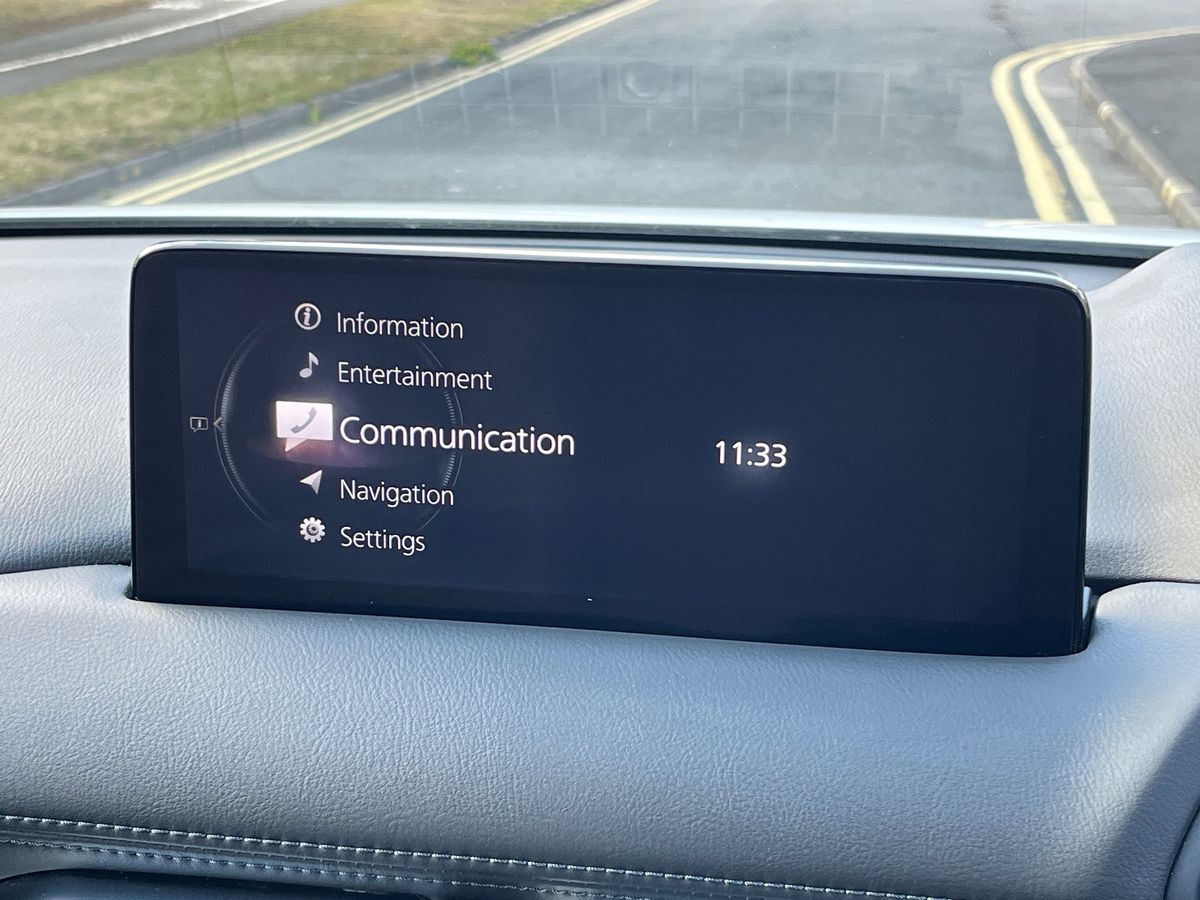 Information
Entertainment
Communication
11:33
Navigation
Settings